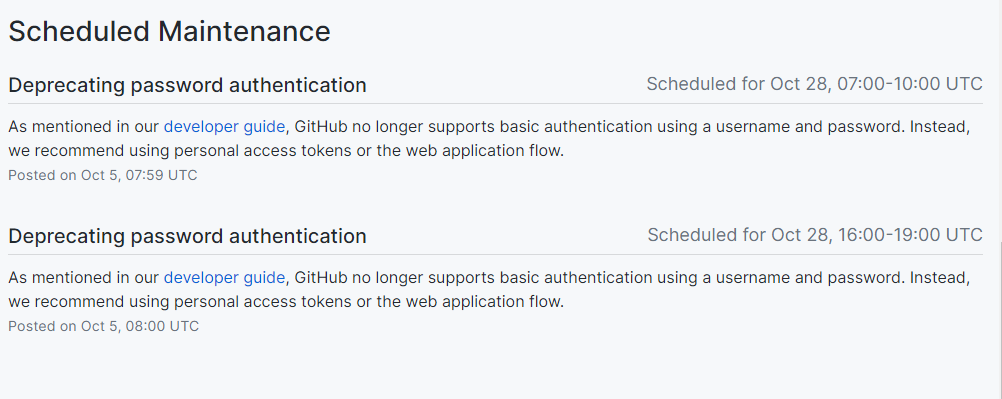 Scheduled Maintenance
Deprecating password authentication Scheduled for Oct 28, 07:00-10:00 UTC
As mentioned in our developer guide, GitHub no longer supports basic authentication using a username and password. Instead,
we recommend using personal access tokens or the web application flow.
Posted on Oct 5, 07:59 UTC
Deprecating password authentication Scheduled for Oct 28, 16:00-19:00 UTC
As mentioned in our developer guide, GitHub no longer supports basic authentication using a username and password. Instead,
we recommend using personal access tokens or the web application flow.
Posted on Oct 5, 08:00 UTC